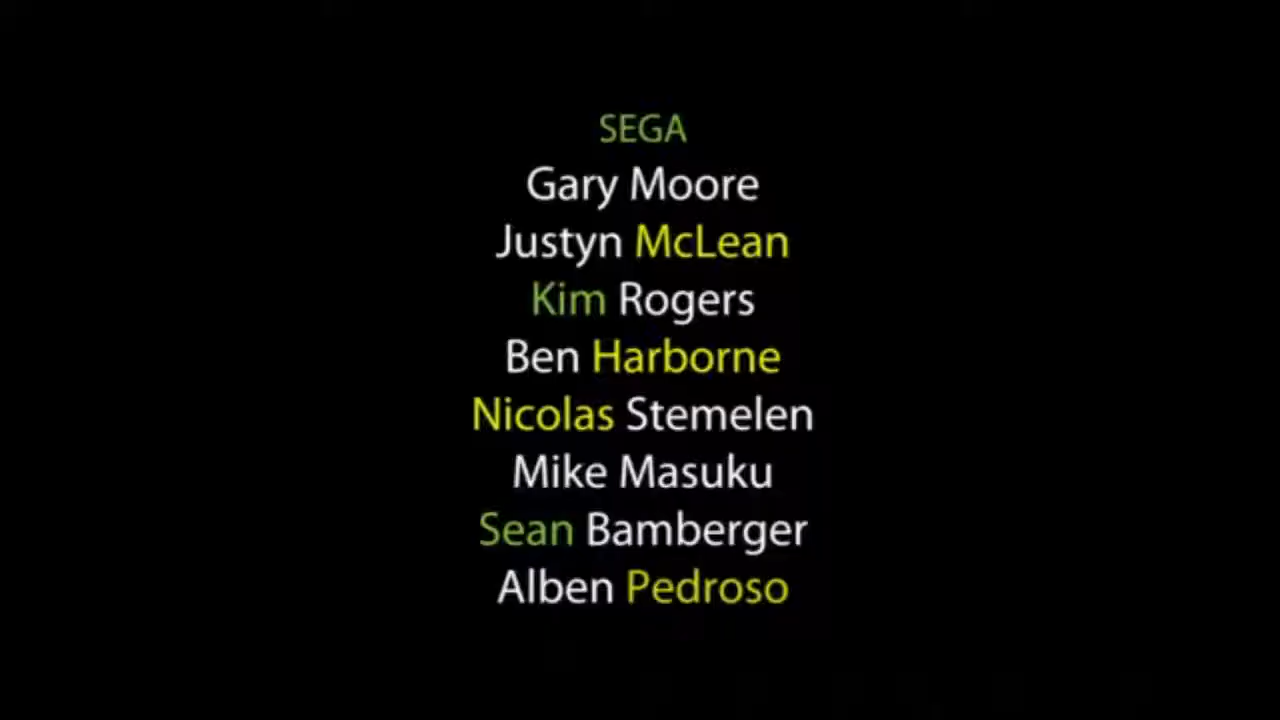 SEGA
Gary Moore
Justyn McLean
Kim Rogers
Ben Harborne
Nicolas Stemelen
Mike Masuku
Sean Bamberger
Alben Pedroso